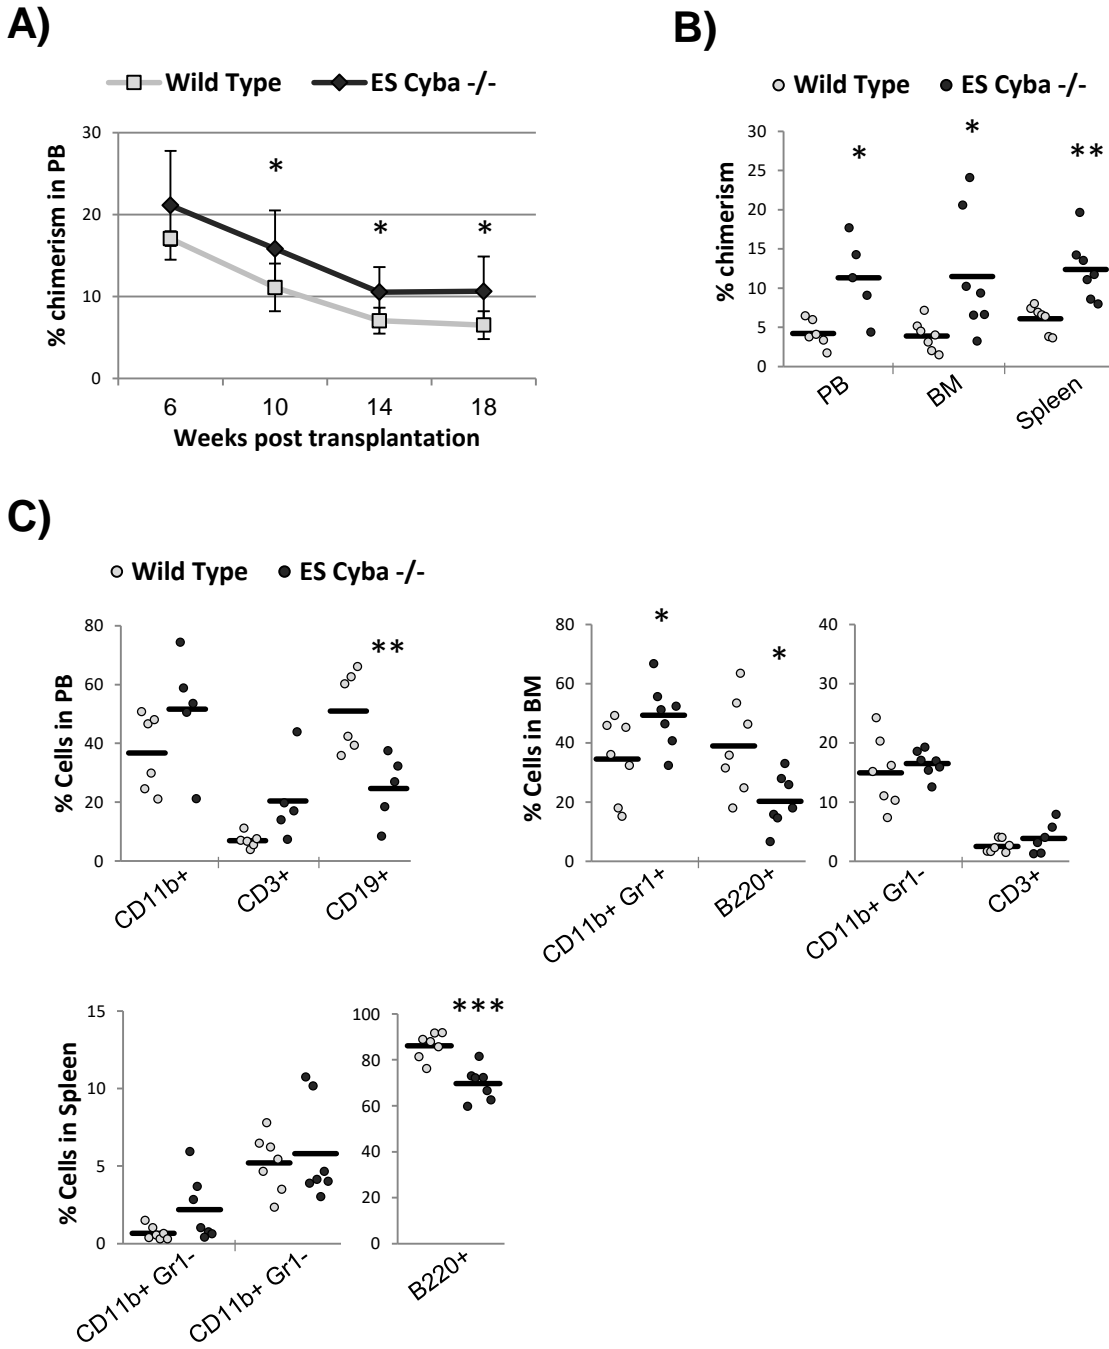 A)
Wild Type ES Cyba -/-
% chimerism in PB
30
20
10
0
* * *
6 10 14 18
Weeks post transplantation
B)
Wild Type ES Cyba -/-
% chimerism
30
25
20
15
10
5
0
* * **
PB BM Spleen
C)
Wild Type ES Cyba -/-
% Cells in PB
80
60
40
20
0
**
CD11b+ CD3+ CD19+
% Cells in BM
80
60
40
20
0
* *
CD11b+ Gr1+ B220+
40
30
20
10
0
CD11b+ Gr1- CD3+
% Cells in Spleen
15
10
5
0
CD11b+ Gr1- CD11b+ Gr1-
100
80
60
40
20
0
***
B220+